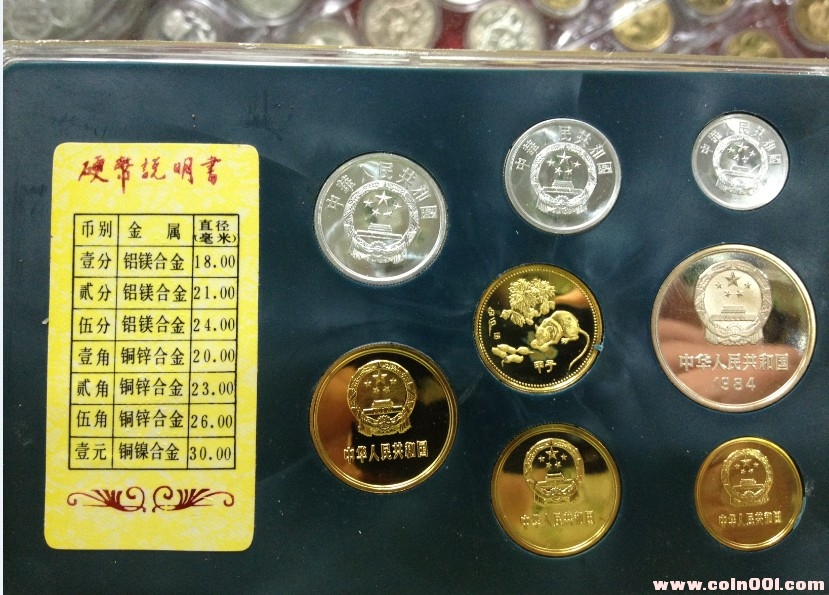 硬幣説明書
币别 金属 直径(毫米)
壹分 铝镁合金 18.00
贰分 铝镁合金 21.00
伍分 铝镁合金 24.00
壹角 铜锌合金 20.00
贰角 铜锌合金 23.00
伍角 铜锌合金 26.00
壹元 铜镍合金 30.00
中華人民共和國
中華人民共和國
中華人民共和國
甲子
中华人民共和国
1984
中华人民共和国
中华人民共和国
中华人民共和国
www.coin001.com